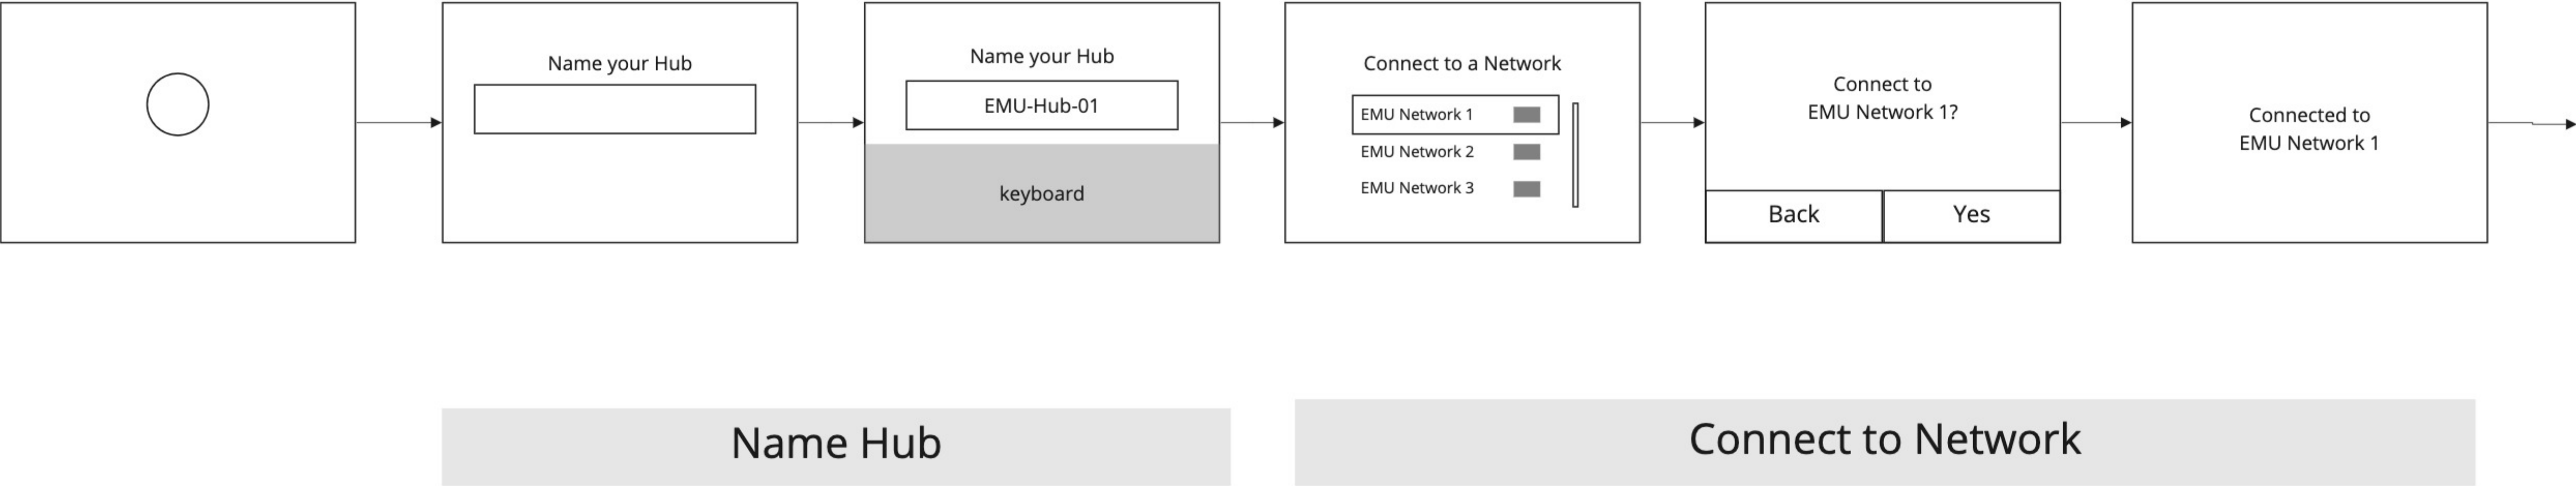 Name your Hub
Name your Hub
EMU-Hub-01
keyboard
Connect to a Network
EMU Network 1
EMU Network 2
EMU Network 3
Connect to
EMU Network 1?
Back
Yes
Connected to
EMU Network 1
Name Hub
Connect to Network